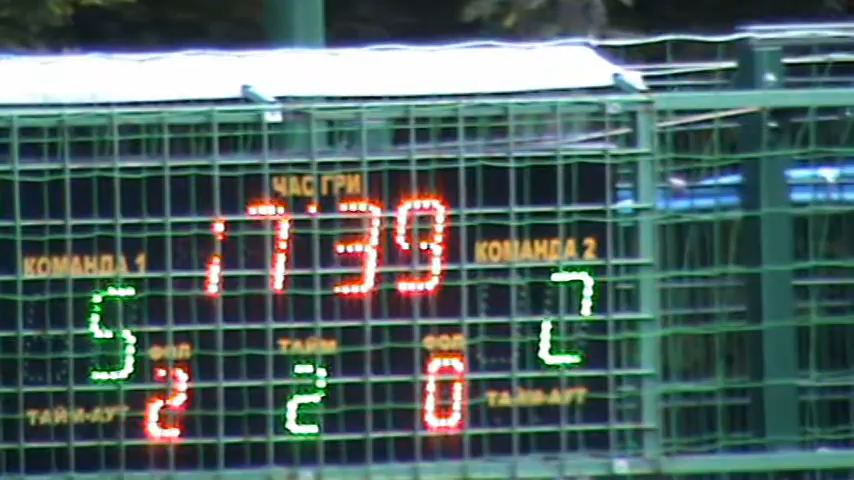 ЧАС ГРИ
17:39
КОМАНДА 1
КОМАНДА 2
5
2
ФОЛ
ТАЙМ
ФОЛ
2
2
0
ТАЙМ-АУТ
ТАЙМ-АУТ